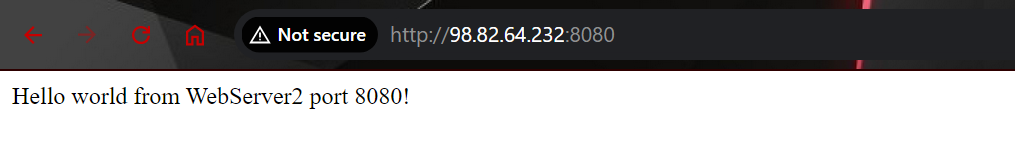 Not secure http://98.82.64.232:8080
Hello world from WebServer2 port 8080!